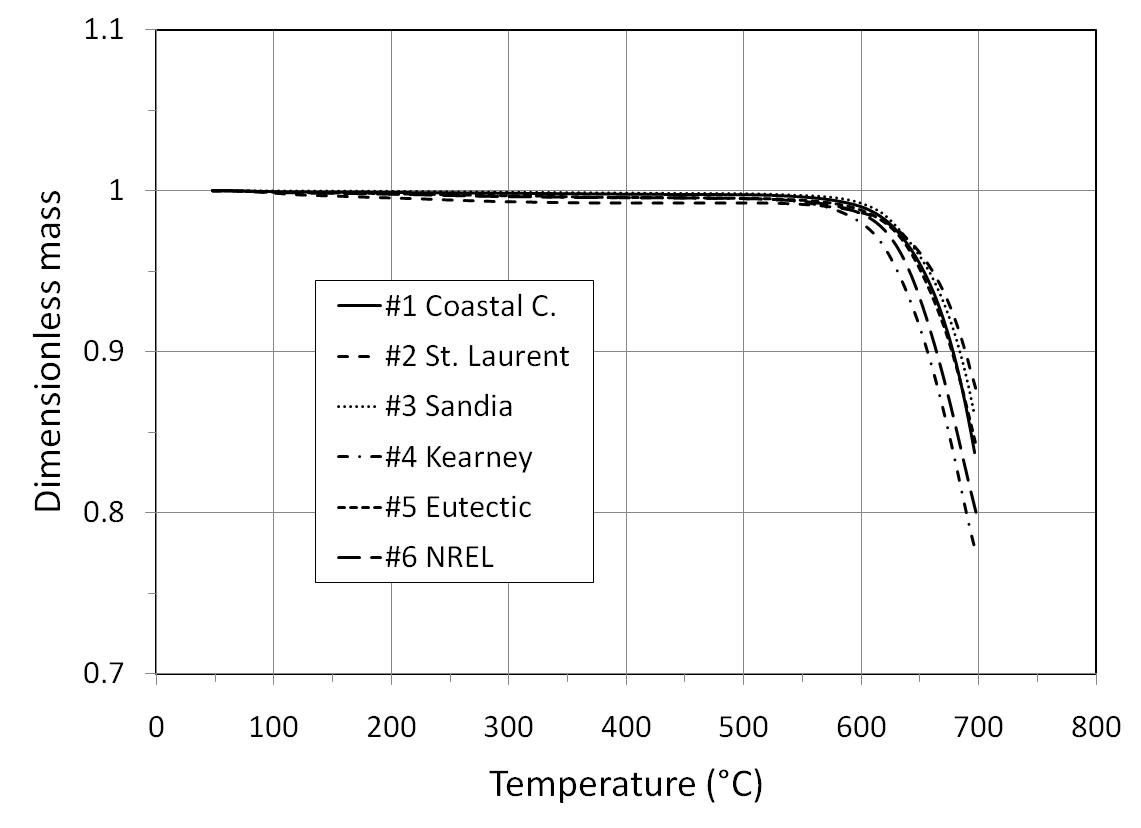 1.1
1
0.9
0.8
0.7
Dimensionless mass
#1 Coastal C.
#2 St. Laurent
#3 Sandia
#4 Kearney
#5 Eutectic
#6 NREL
0 100 200 300 400 500 600 700 800
Temperature (°C)